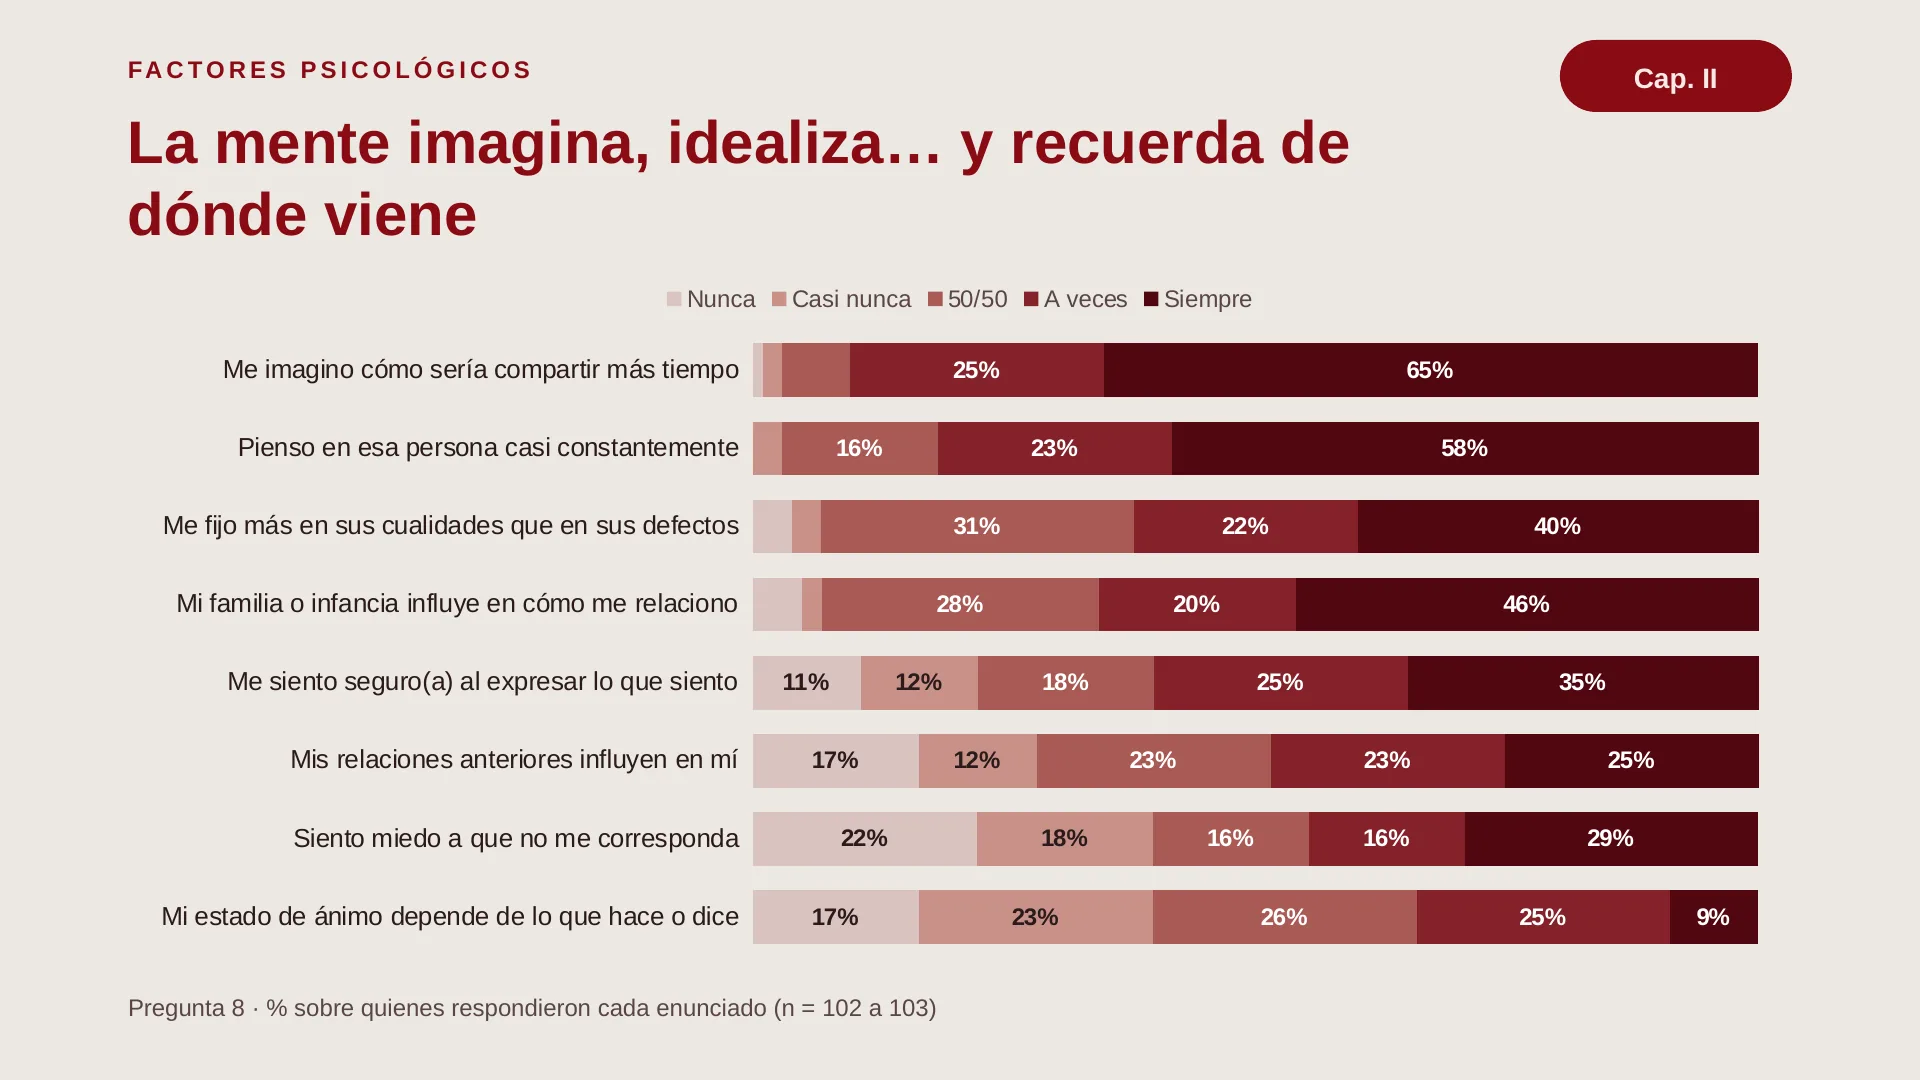 FACTORES PSICOLÓGICOS
Cap. II
La mente imagina, idealiza… y recuerda de
dónde viene
Nunca Casi nunca 50/50 A veces Siempre
Me imagino cómo sería compartir más tiempo 25% 65%
Pienso en esa persona casi constantemente 16% 23% 58%
Me fijo más en sus cualidades que en sus defectos 31% 22% 40%
Mi familia o infancia influye en cómo me relaciono 28% 20% 46%
Me siento seguro(a) al expresar lo que siento 11% 12% 18% 25% 35%
Mis relaciones anteriores influyen en mí 17% 12% 23% 23% 25%
Siento miedo a que no me corresponda 22% 18% 16% 16% 29%
Mi estado de ánimo depende de lo que hace o dice 17% 23% 26% 25% 9%
Pregunta 8 · % sobre quienes respondieron cada enunciado (n = 102 a 103)